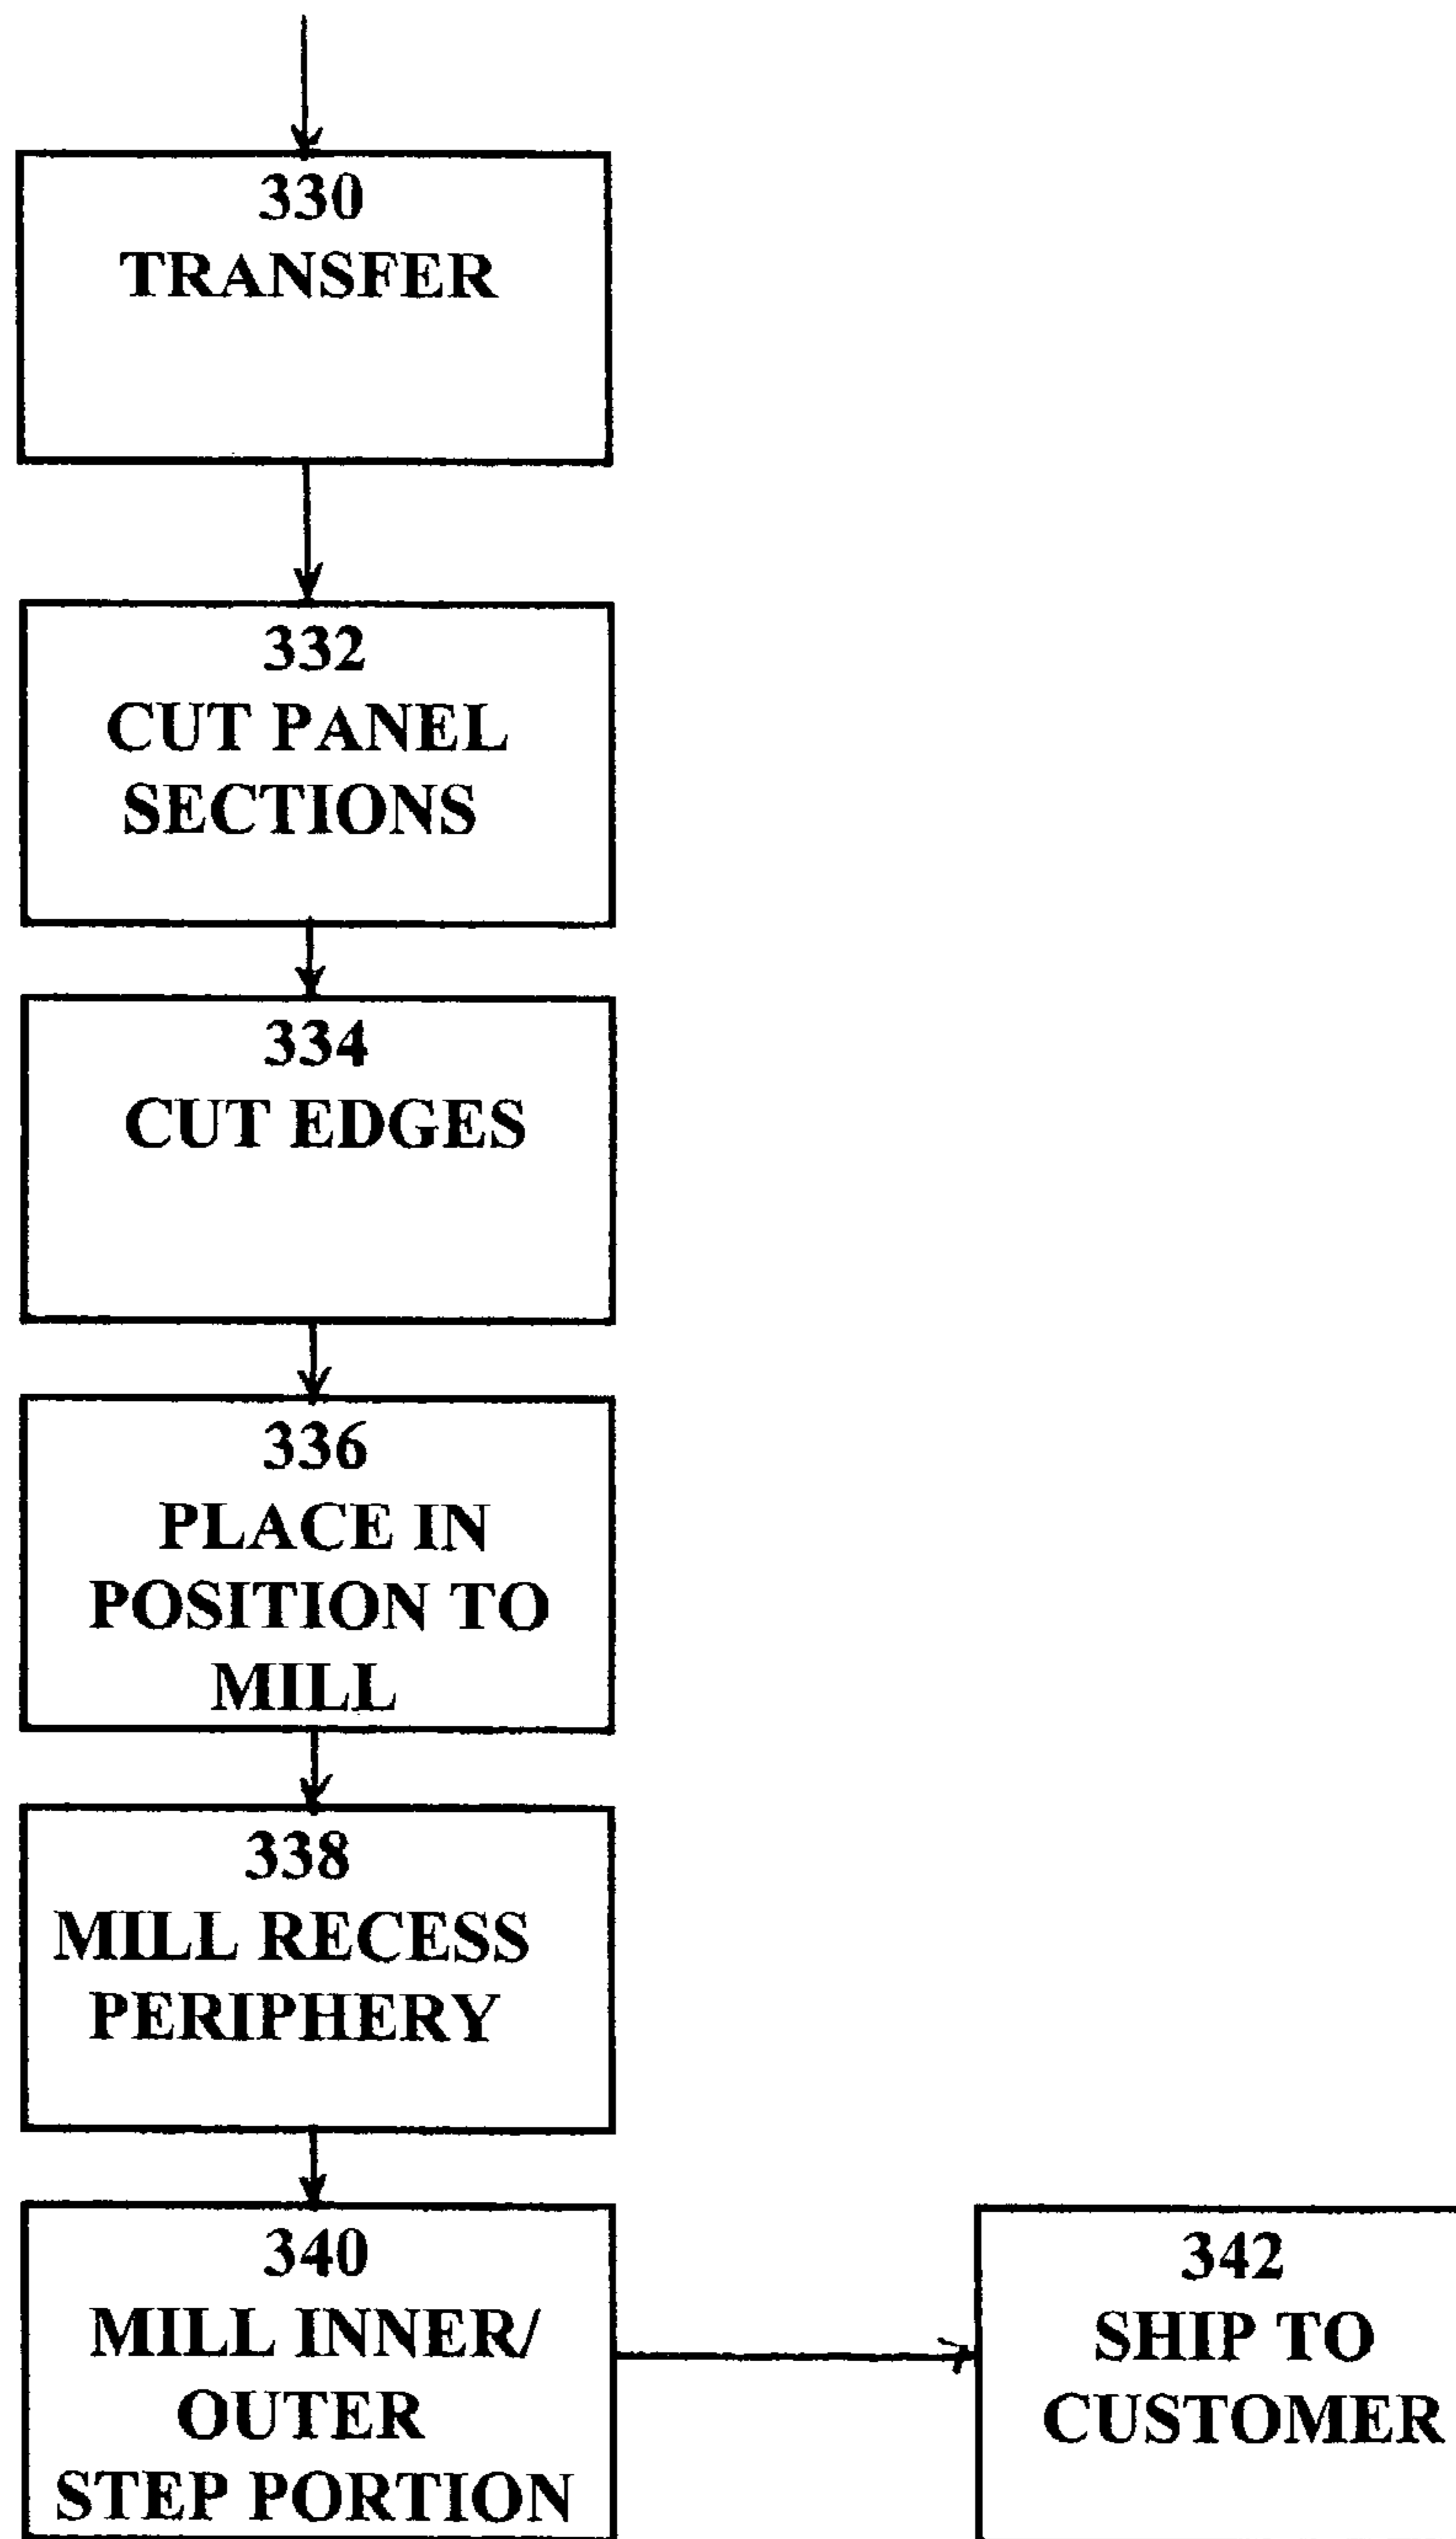 330
TRANSFER
332
CUT PANEL
SECTIONS
334
CUT EDGES
336
PLACE IN
POSITION TO
MILL
338
MILL RECESS
PERIPHERY
340
MILL INNER/
OUTER
STEP PORTION
342
SHIP TO
CUSTOMER